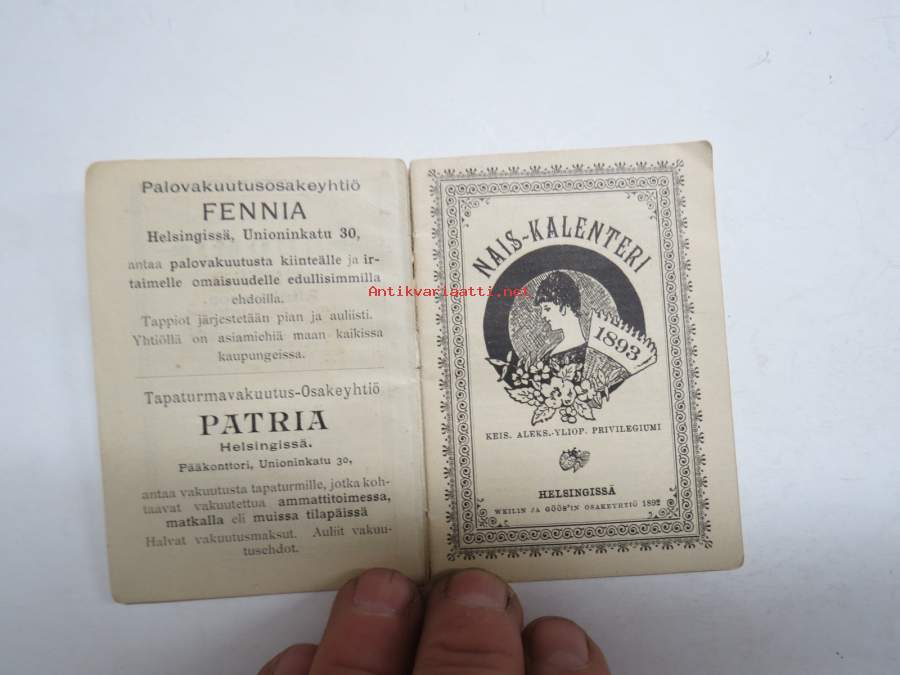 Palovakuutusosakeyhtiö
FENNIA
Helsingissä, Unioninkatu 30,
antaa palovakuutusta kiinteälle ja ir-
taimelle omaisuudelle edullisimmilla
ehdoilla.
Tappiot järjestetään pian ja auliisti.
Yhtiöllä on asiamiehiä maan kaikissa
kaupungeissa.
Tapaturmavakuutus-Osakeyhtiö
PATRIA
Helsingissä.
Pääkonttori, Unioninkatu 30,
antaa vakuutusta tapaturmille, jotka koh-
taavat vakuutettua ammattitoimessa,
matkalla eli muissa tilapäissä
Halvat vakuutusmaksut. Auliit vakuu-
tusehdot.
NAIS-KALENTERI
1893
KEIS. ALEKS.-YLIOP. PRIVILEGIUMI
HELSINGISSÄ
WEILIN JA GÖÖS'IN OSAKEYHTIÖ 1892
Antikvariaatti.net